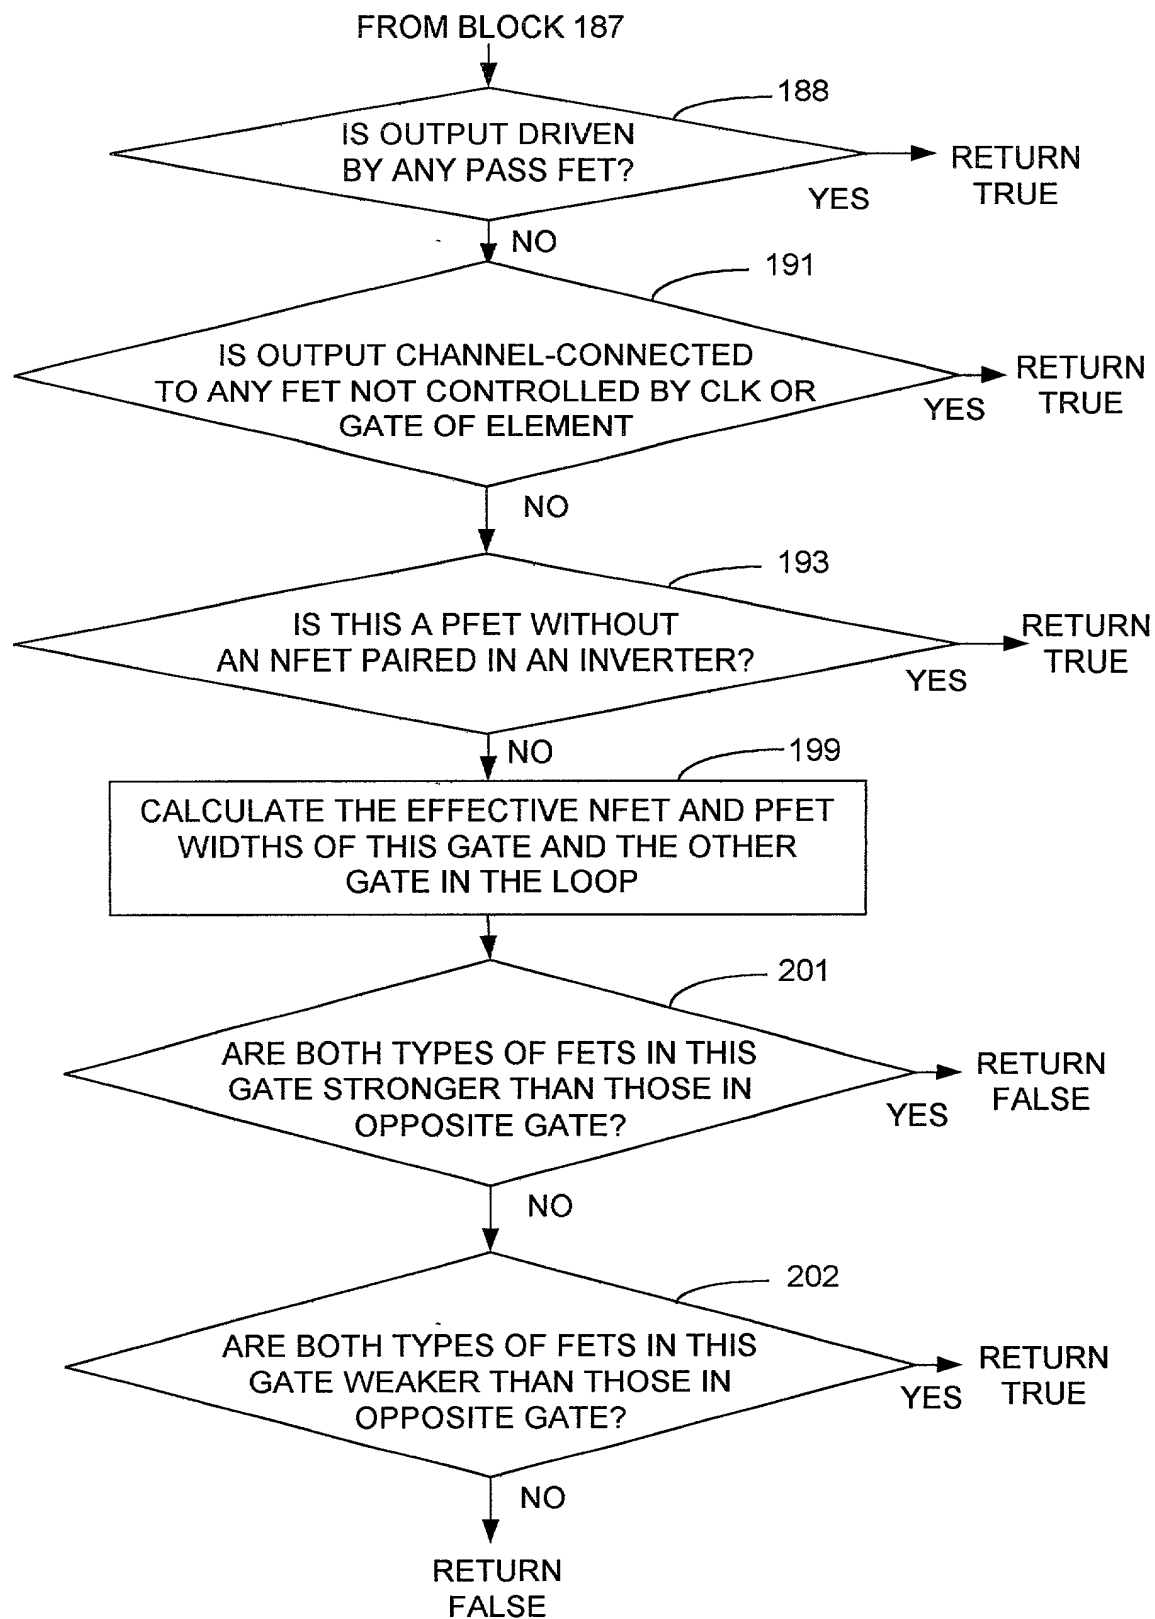 FROM BLOCK 187
188
IS OUTPUT DRIVEN
BY ANY PASS FET?
YES
RETURN
TRUE
NO
191
IS OUTPUT CHANNEL-CONNECTED
TO ANY FET NOT CONTROLLED BY CLK OR
GATE OF ELEMENT
YES
RETURN
TRUE
NO
193
IS THIS A PFET WITHOUT
AN NFET PAIRED IN AN INVERTER?
YES
RETURN
TRUE
NO
199
CALCULATE THE EFFECTIVE NFET AND PFET
WIDTHS OF THIS GATE AND THE OTHER
GATE IN THE LOOP
201
ARE BOTH TYPES OF FETS IN THIS
GATE STRONGER THAN THOSE IN
OPPOSITE GATE?
YES
RETURN
FALSE
NO
202
ARE BOTH TYPES OF FETS IN THIS
GATE WEAKER THAN THOSE IN
OPPOSITE GATE?
YES
RETURN
TRUE
NO
RETURN
FALSE